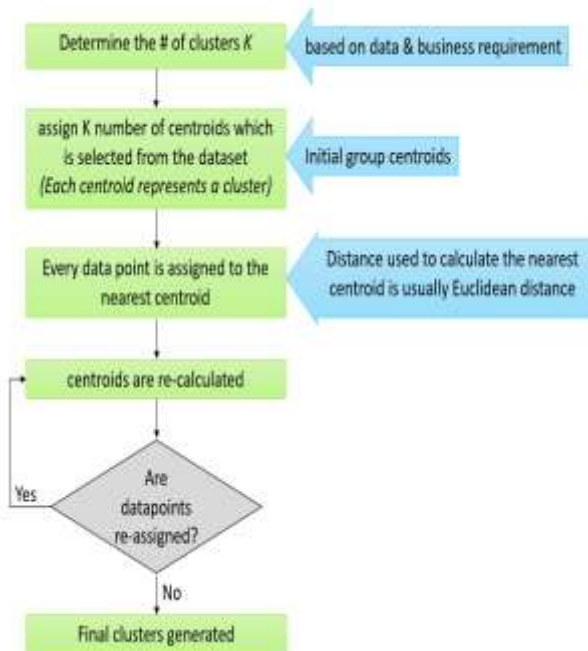 Determine the # of clusters K
based on data & business requirement
assign K number of centroids which
is selected from the dataset
(Each centroid represents a cluster)
Initial group centroids
Every data point is assigned to the
nearest centroid
Distance used to calculate the nearest
centroid is usually Euclidean distance
centroids are re-calculated
Are
datapoints
re-assigned?
Yes
No
Final clusters generated